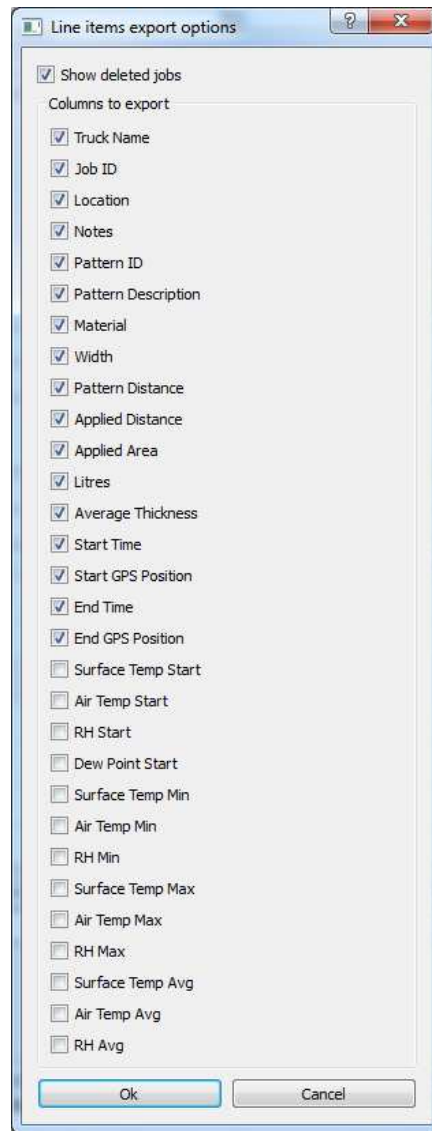 Line items export options
Show deleted jobs
Columns to export
Truck Name
Job ID
Location
Notes
Pattern ID
Pattern Description
Material
Width
Pattern Distance
Applied Distance
Applied Area
Litres
Average Thickness
Start Time
Start GPS Position
End Time
End GPS Position
Surface Temp Start
Air Temp Start
RH Start
Dew Point Start
Surface Temp Min
Air Temp Min
RH Min
Surface Temp Max
Air Temp Max
RH Max
Surface Temp Avg
Air Temp Avg
RH Avg
Ok Cancel